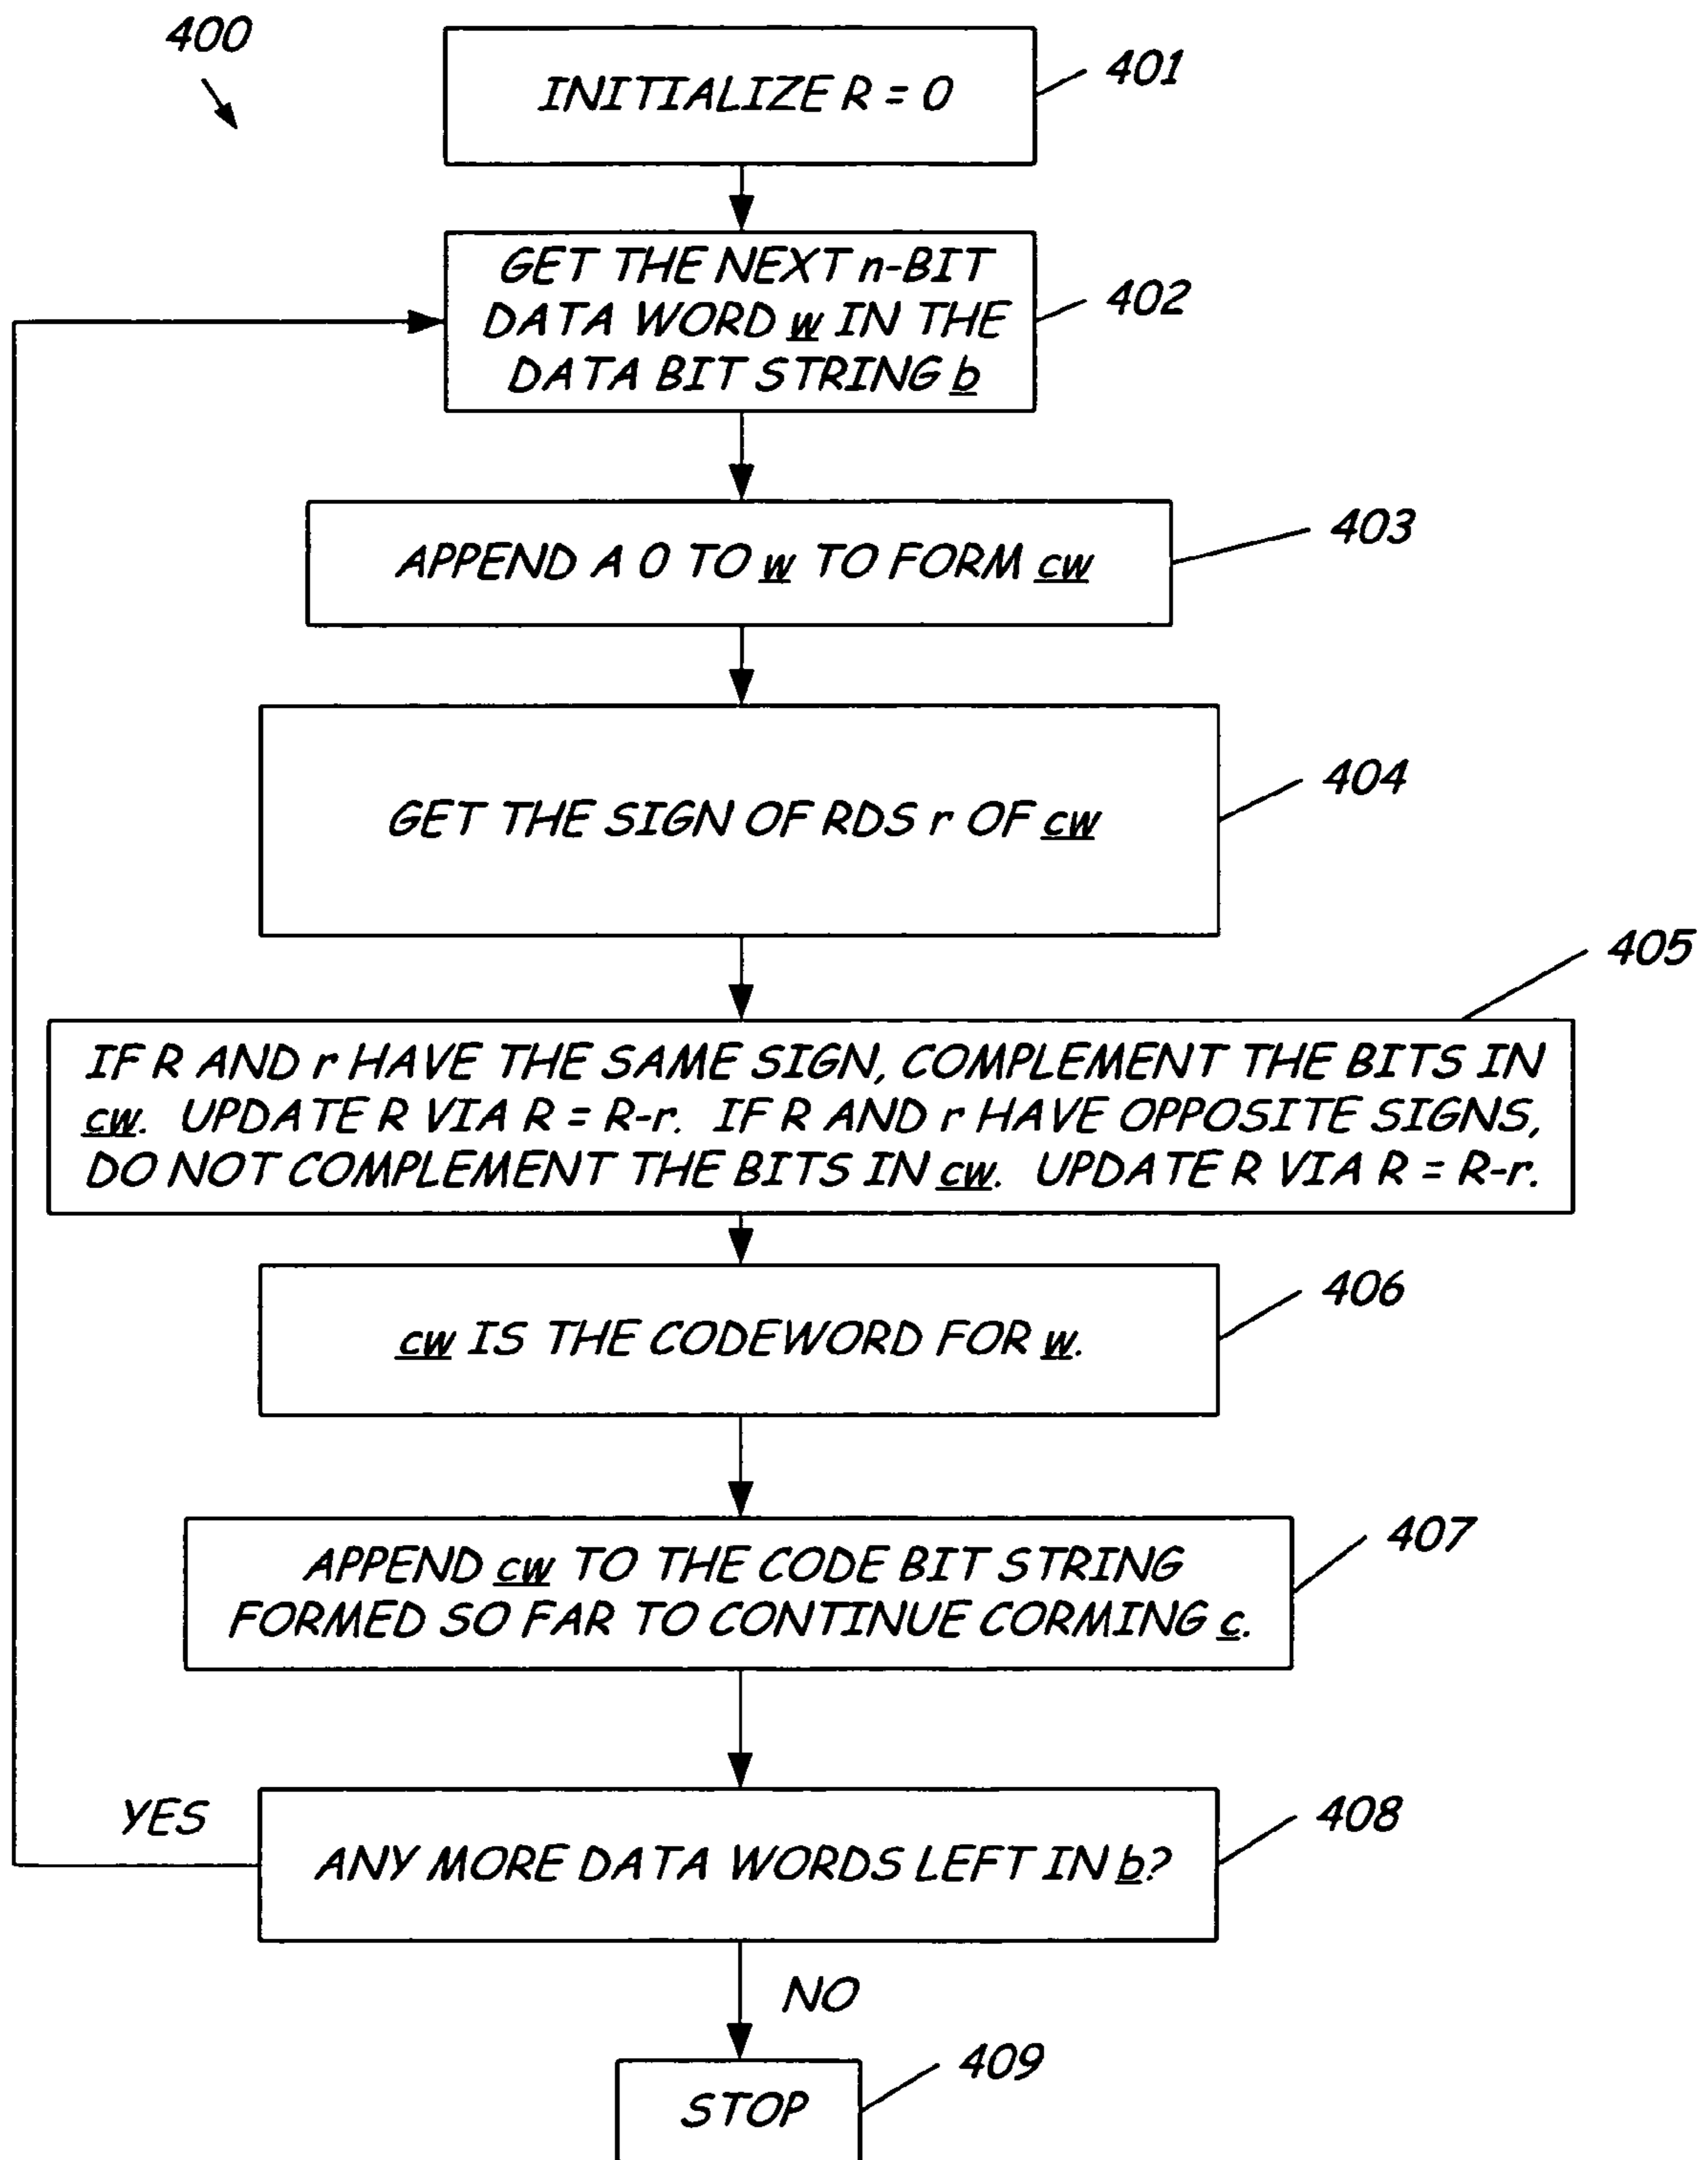 400
INITIALIZE R = 0
401
GET THE NEXT n-BIT
DATA WORD w IN THE
DATA BIT STRING b
402
APPEND A 0 TO w TO FORM cw
403
GET THE SIGN OF RDS r OF cw
404
405
IF R AND r HAVE THE SAME SIGN, COMPLEMENT THE BITS IN
cw. UPDATE R VIA R = R-r. IF R AND r HAVE OPPOSITE SIGNS,
DO NOT COMPLEMENT THE BITS IN cw. UPDATE R VIA R = R-r.
cw IS THE CODEWORD FOR w.
406
APPEND cw TO THE CODE BIT STRING
FORMED SO FAR TO CONTINUE CORMING c.
407
YES
ANY MORE DATA WORDS LEFT IN b?
408
NO
STOP
409